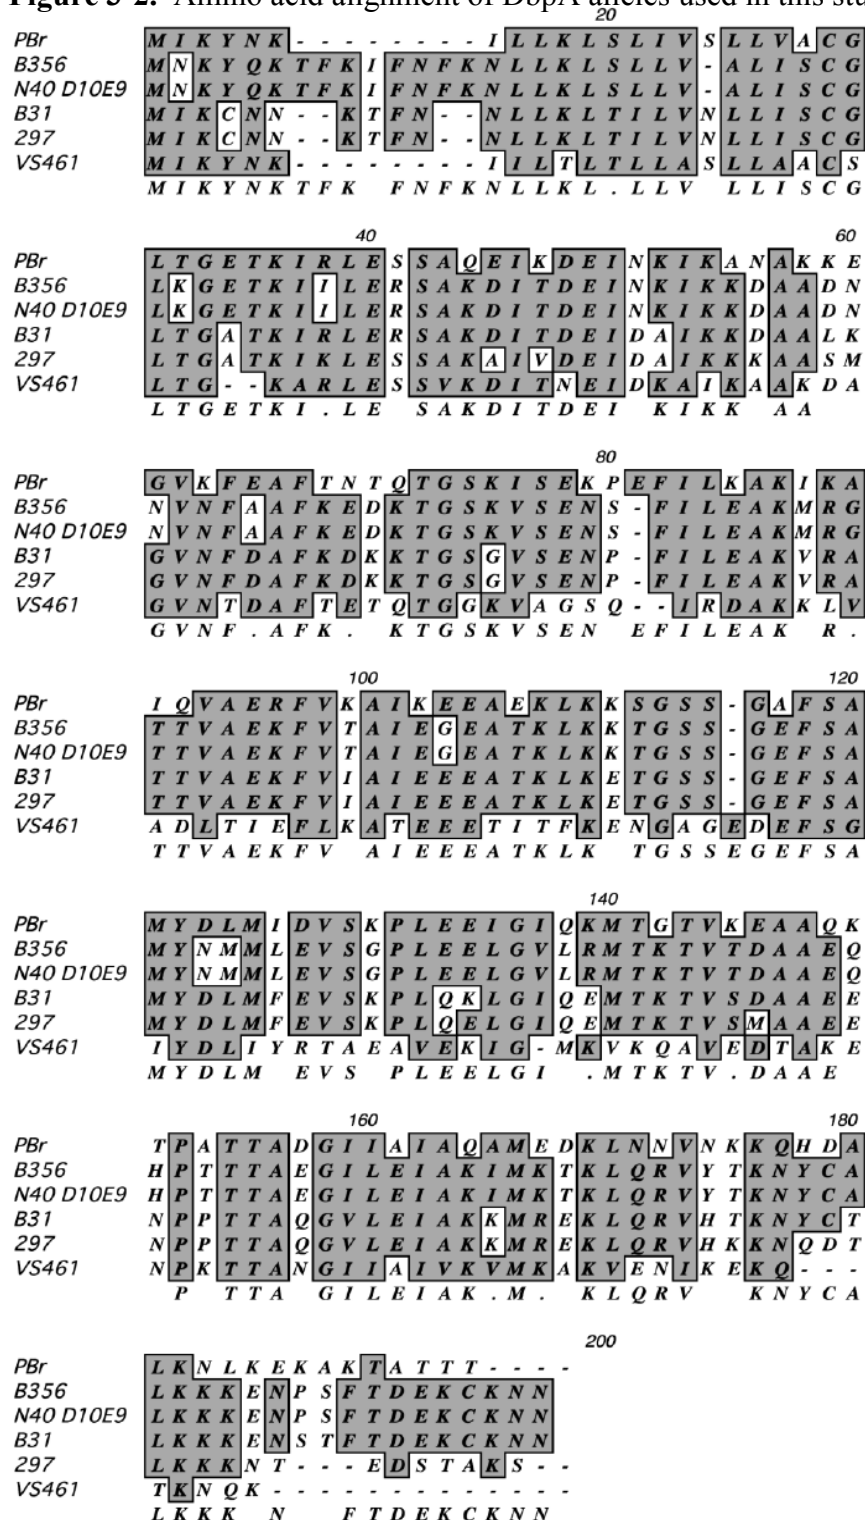 Figure 3-2. Amino acid alignment of DbpA alleles used in this stu
20
PBr M I K Y N K - - - - - - - - I L L K L S L I V S L L V A C G
B356 M N K Y Q K T F K I F N F K N L L K L S L L V - A L I S C G
N40 D10E9 M N K Y Q K T F K I F N F K N L L K L S L L V - A L I S C G
B31 M I K C N N - - K T F N - - N L L K L T I L V N L L I S C G
297 M I K C N N - - K T F N - - N L L K L T I L V N L L I S C G
VS461 M I K Y N K - - - - - - - - I I L T L T L L A S L L A A C S
M I K Y N K T F K F N F K N L L K L . L L V L L I S C G
40 60
PBr L T G E T K I R L E S S A Q E I K D E I N K I K A N A K K E
B356 L K G E T K I I L E R S A K D I T D E I N K I K K D A A D N
N40 D10E9 L K G E T K I I L E R S A K D I T D E I N K I K K D A A D N
B31 L T G A T K I R L E R S A K D I T D E I D A I K K D A A L K
297 L T G A T K I K L E S S A K A I V D E I D A I K K K A A S M
VS461 L T G - - K A R L E S S V K D I T N E I D K A I K A A K D A
L T G E T K I . L E S A K D I T D E I K I K K A A
80
PBr G V K F E A F T N T Q T G S K I S E K P E F I L K A K I K A
B356 N V N F A A F K E D K T G S K V S E N S - F I L E A K M R G
N40 D10E9 N V N F A A F K E D K T G S K V S E N S - F I L E A K M R G
B31 G V N F D A F K D K K T G S G V S E N P - F I L E A K V R A
297 G V N F D A F K D K K T G S G V S E N P - F I L E A K V R A
VS461 G V N T D A F T E T Q T G G K V A G S Q - - I R D A K K L V
G V N F . A F K . K T G S K V S E N E F I L E A K R .
100 120
PBr I Q V A E R F V K A I K E E A E K L K K S G S S - G A F S A
B356 T T V A E K F V T A I E G E A T K L K K T G S S - G E F S A
N40 D10E9 T T V A E K F V T A I E G E A T K L K K T G S S - G E F S A
B31 T T V A E K F V I A I E E E A T K L K E T G S S - G E F S A
297 T T V A E K F V I A I E E E A T K L K E T G S S - G E F S A
VS461 A D L T I E F L K A T E E E T I T F K E N G A G E D E F S G
T T V A E K F V A I E E E A T K L K T G S S E G E F S A
140
PBr M Y D L M I D V S K P L E E I G I Q K M T G T V K E A A Q K
B356 M Y N M M L E V S G P L E E L G V L R M T K T V T D A A E Q
N40 D10E9 M Y N M M L E V S G P L E E L G V L R M T K T V T D A A E Q
B31 M Y D L M F E V S K P L Q K L G I Q E M T K T V S D A A E E
297 M Y D L M F E V S K P L Q E L G I Q E M T K T V S M A A E E
VS461 I Y D L I Y R T A E A V E K I G - M K V K Q A V E D T A K E
M Y D L M E V S P L E E L G I . M T K T V . D A A E
160 180
PBr T P A T T A D G I I A I A Q A M E D K L N N V N K K Q H D A
B356 H P T T T A E G I L E I A K I M K T K L Q R V Y T K N Y C A
N40 D10E9 H P T T T A E G I L E I A K I M K T K L Q R V Y T K N Y C A
B31 N P P T T A Q G V L E I A K K M R E K L Q R V H T K N Y C T
297 N P P T T A Q G V L E I A K K M R E K L Q R V H K K N Q D T
VS461 N P K T T A N G I I A I V K V M K A K V E N I K E K Q - - -
P T T A G I L E I A K . M . K L Q R V K N Y C A
200
PBr L K N L K E K A K T A T T T - - - -
B356 L K K K E N P S F T D E K C K N N
N40 D10E9 L K K K E N P S F T D E K C K N N
B31 L K K K E N S T F T D E K C K N N
297 L K K K N T - - - E D S T A K S - -
VS461 T K N Q K - - - - - - - - - - - - -
L K K K N F T D E K C K N N